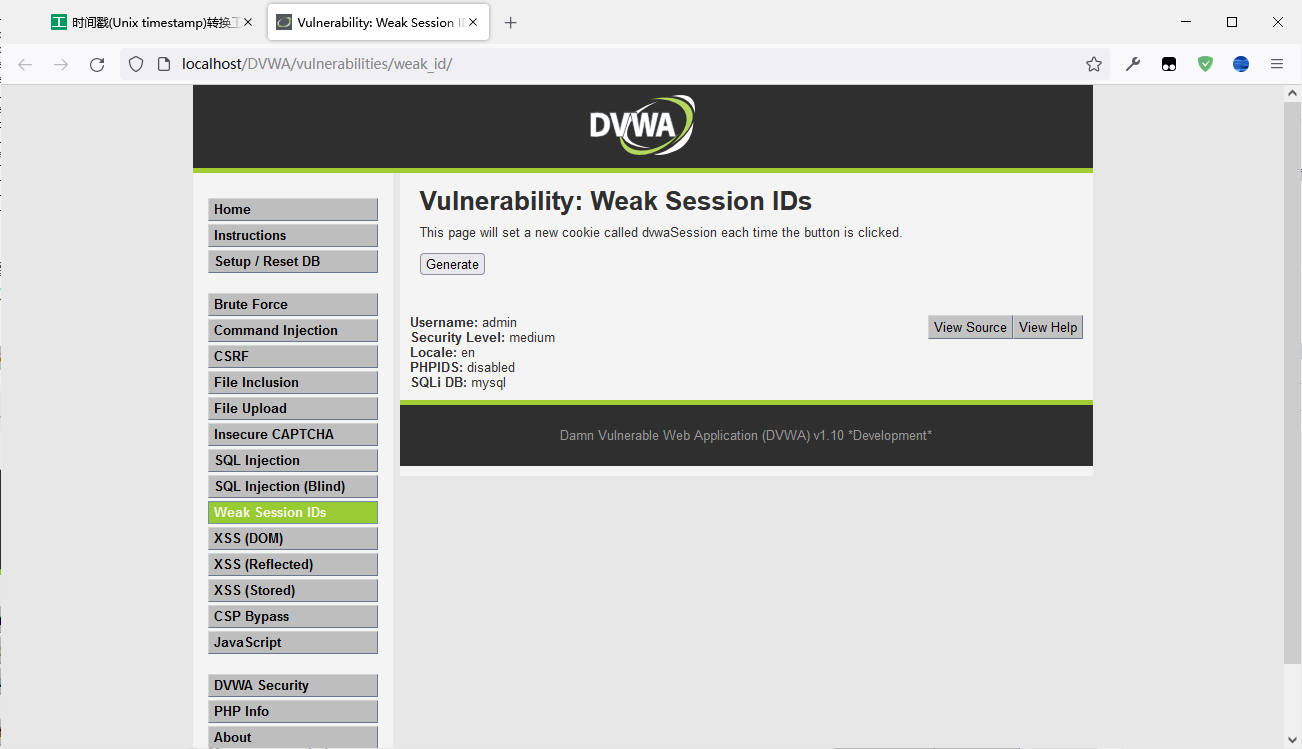 时间戳(Unix timestamp)转换工
Vulnerability: Weak Session I
localhost/DVWA/vulnerabilities/weak_id/
DVWA
Home
Instructions
Setup / Reset DB
Brute Force
Command Injection
CSRF
File Inclusion
File Upload
Insecure CAPTCHA
SQL Injection
SQL Injection (Blind)
Weak Session IDs
XSS (DOM)
XSS (Reflected)
XSS (Stored)
CSP Bypass
JavaScript
DVWA Security
PHP Info
About
Vulnerability: Weak Session IDs
This page will set a new cookie called dvwaSession each time the button is clicked.
Generate
Username: admin
Security Level: medium
Locale: en
PHPIDS: disabled
SQLi DB: mysql
View Source
View Help
Damn Vulnerable Web Application (DVWA) v1.10 *Development*